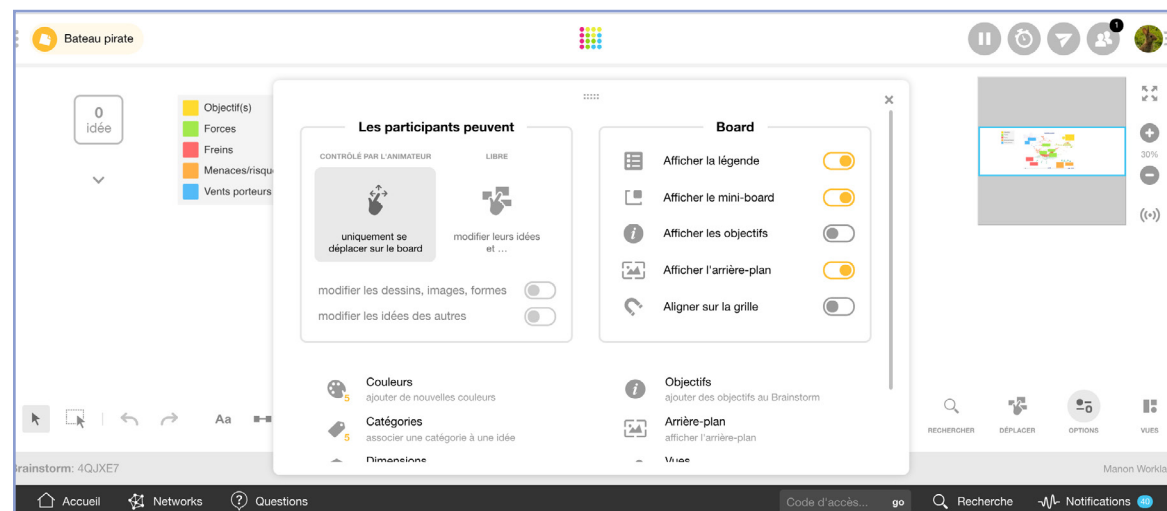 Bateau pirate
1
0
idée
Objectif(s)
Forces
Freins
Menaces/risqu
Vents porteurs
Les participants peuvent
CONTRÔLÉ PAR L'ANIMATEUR
LIBRE
uniquement se
déplacer sur le board
modifier leurs idées
et ...
modifier les dessins, images, formes
modifier les idées des autres
Board
Afficher la légende
Afficher le mini-board
Afficher les objectifs
Afficher l'arrière-plan
Aligner sur la grille
Couleurs
5
ajouter de nouvelles couleurs
Catégories
5
associer une catégorie à une idée
Dimensions
Objectifs
ajouter des objectifs au Brainstorm
Arrière-plan
afficher l'arrière-plan
Vues
30%
Aa
RECHERCHER
DÉPLACER
OPTIONS
VUES
Brainstorm: 4QJXE7
Manon Workla
Accueil
Networks
Questions
Code d'accès...
go
Recherche
Notifications
40